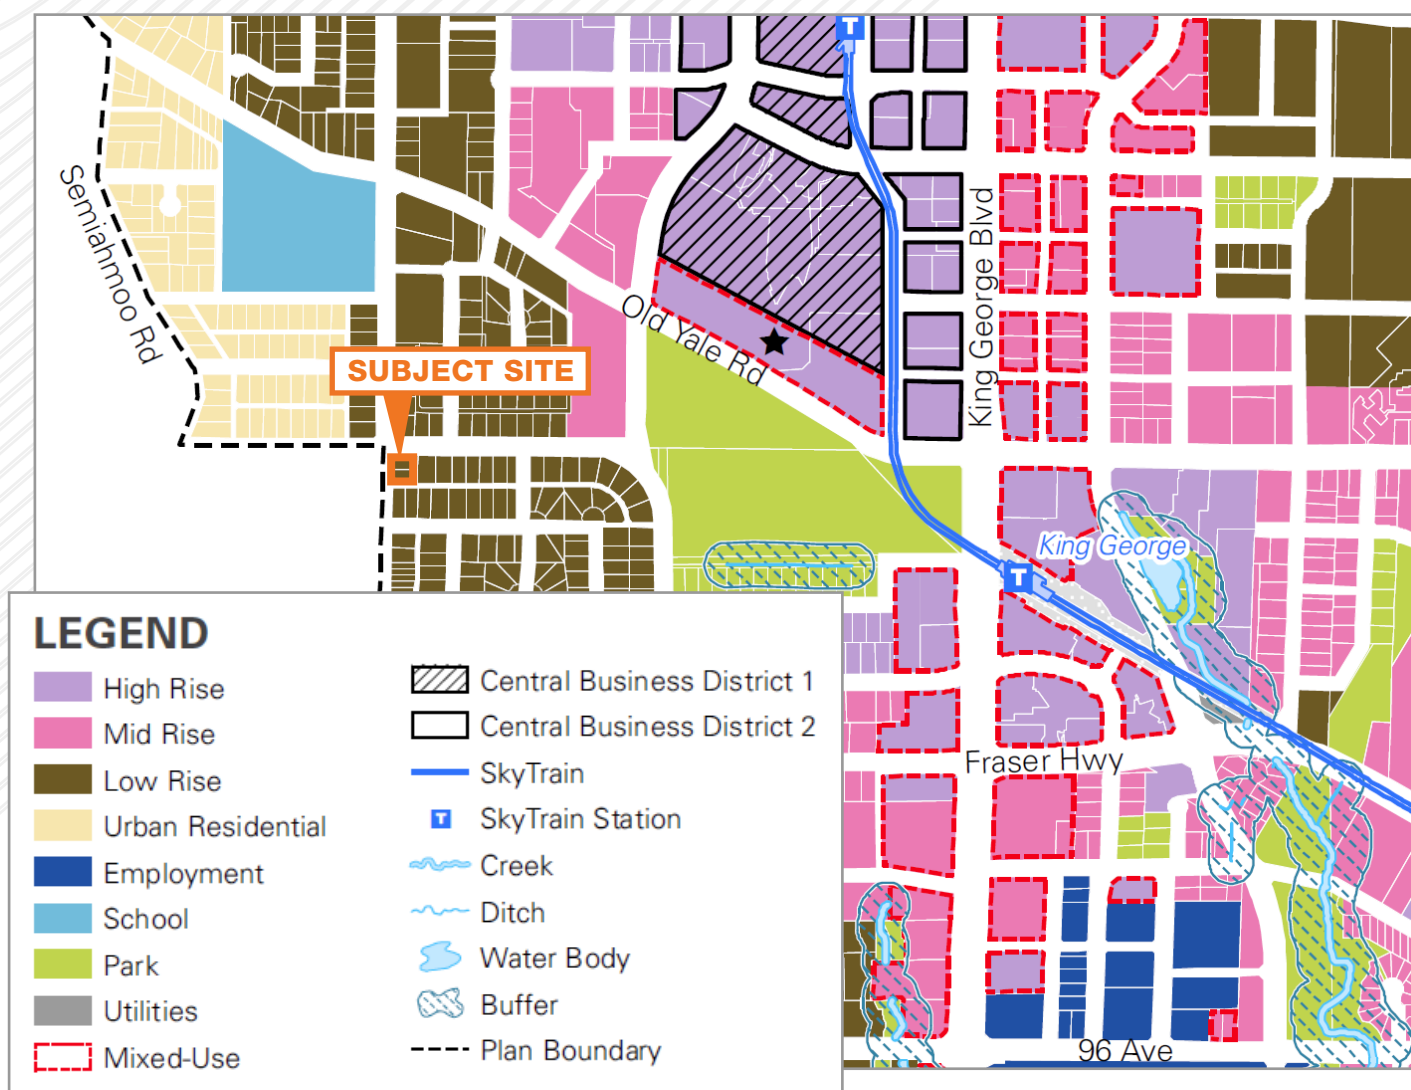 T
Semiahmoo Rd
King George Blvd
Old Yale Rd
SUBJECT SITE
King George
T
Fraser Hwy
96 Ave
LEGEND
High Rise
Mid Rise
Low Rise
Urban Residential
Employment
School
Park
Utilities
Mixed-Use
Central Business District 1
Central Business District 2
SkyTrain
T SkyTrain Station
Creek
Ditch
Water Body
Buffer
Plan Boundary